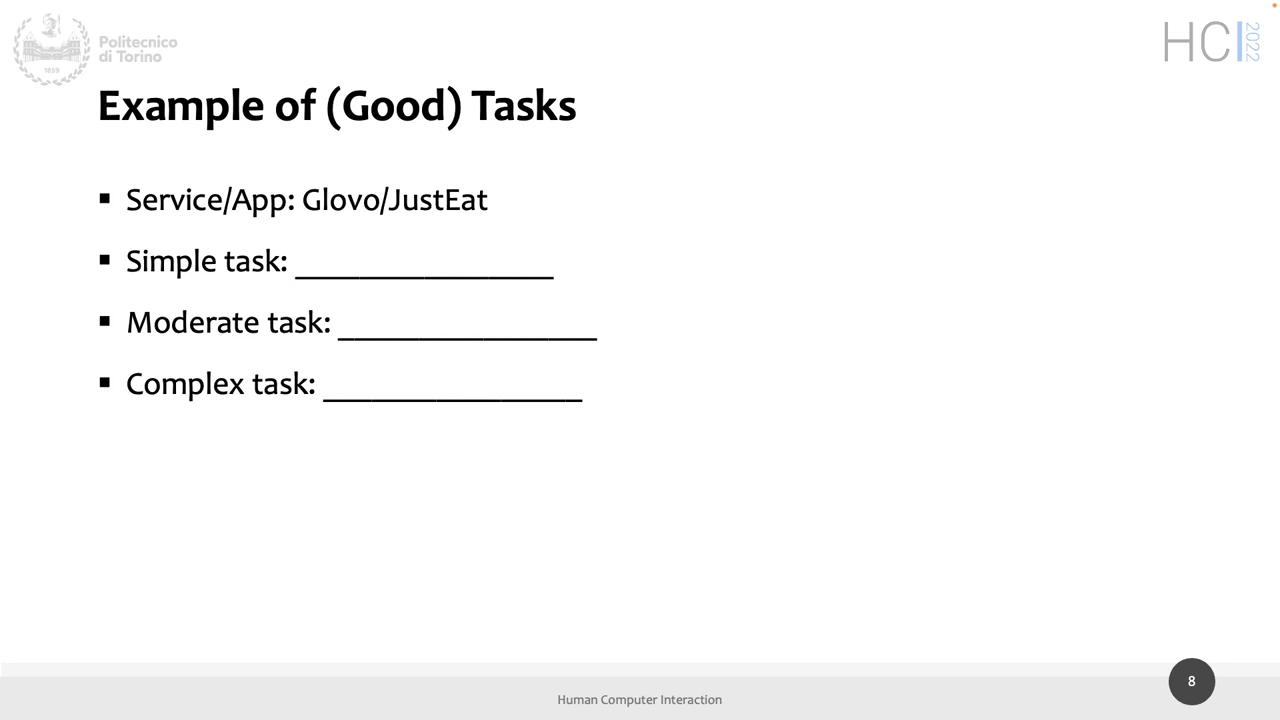 Politecnico
di Torino
1859
HCI 2022
Example of (Good) Tasks
▪ Service/App: Glovo/JustEat
▪ Simple task: ________________
▪ Moderate task: ________________
▪ Complex task: ________________
Human Computer Interaction
8